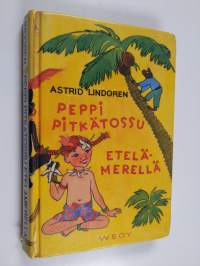 ASTRID LINDGREN
PEPPI
PITKÄTOSSU
ETELÄ-
MERELLÄ
WSOY